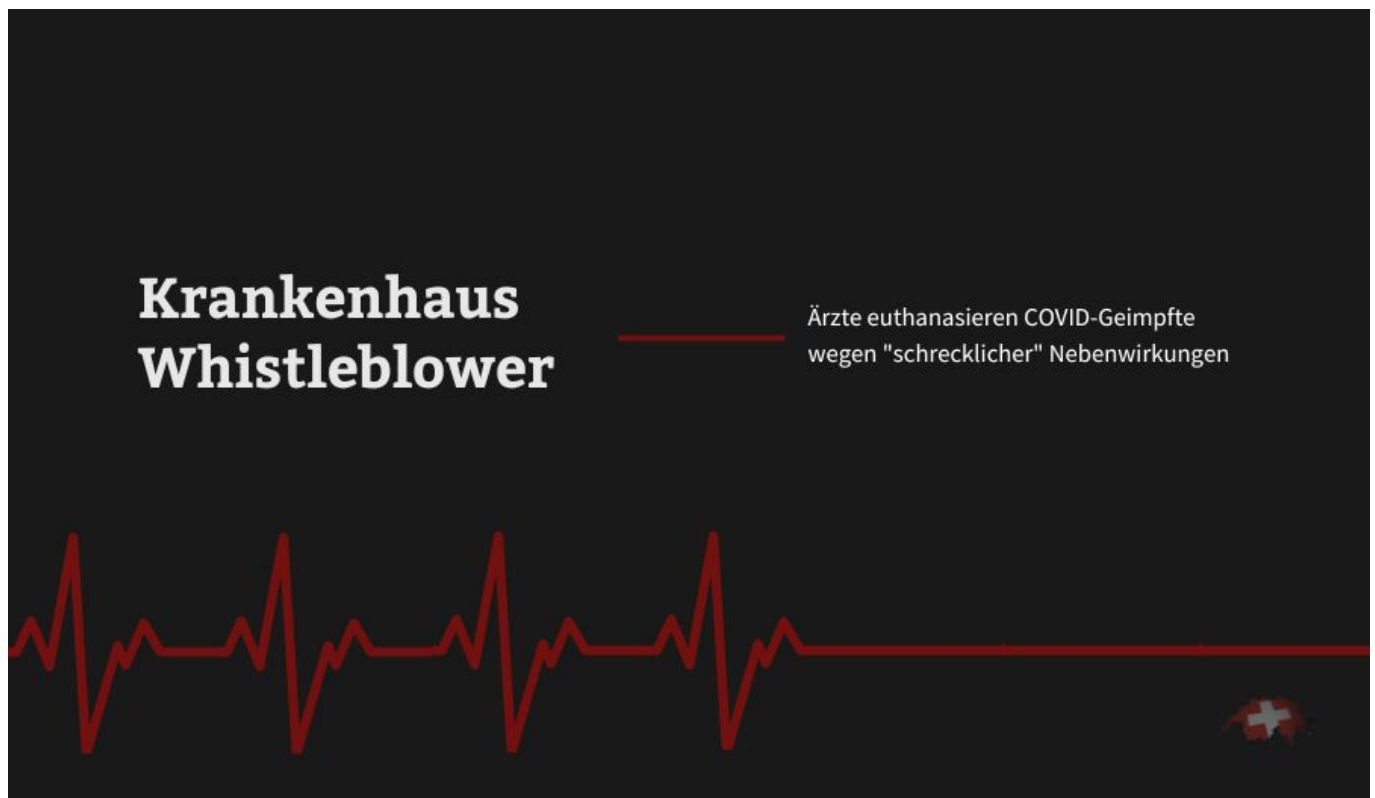 Krankenhaus
Whistleblower
Ärzte euthanasieren COVID-Geimpfte
wegen "schrecklicher" Nebenwirkungen